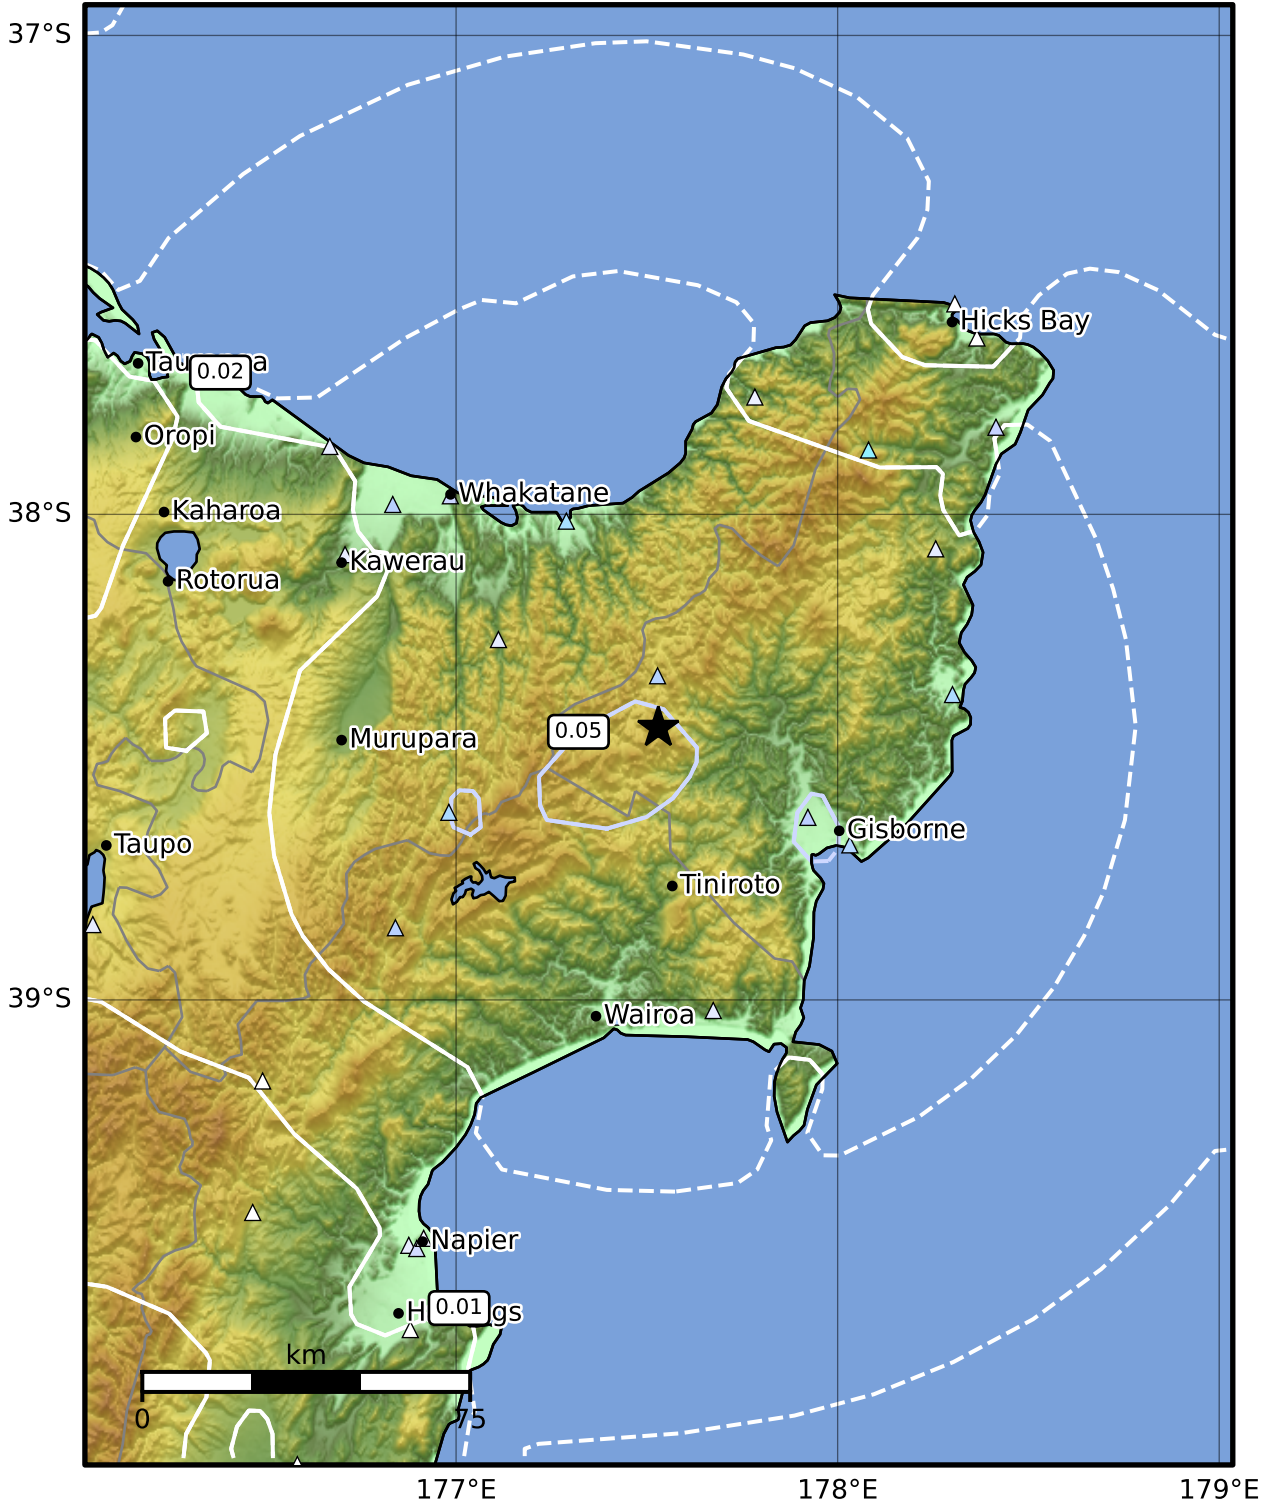 37°S
Hicks Bay
0.02
Oropi
Whakatane
Kaharoa
38°S
Kawerau
Rotorua
0.05
Murupara
Gisborne
Taupo
Tiniroto
39°S
Wairoa
Napier
0.01
km
0
75
177°E
178°E
179°E